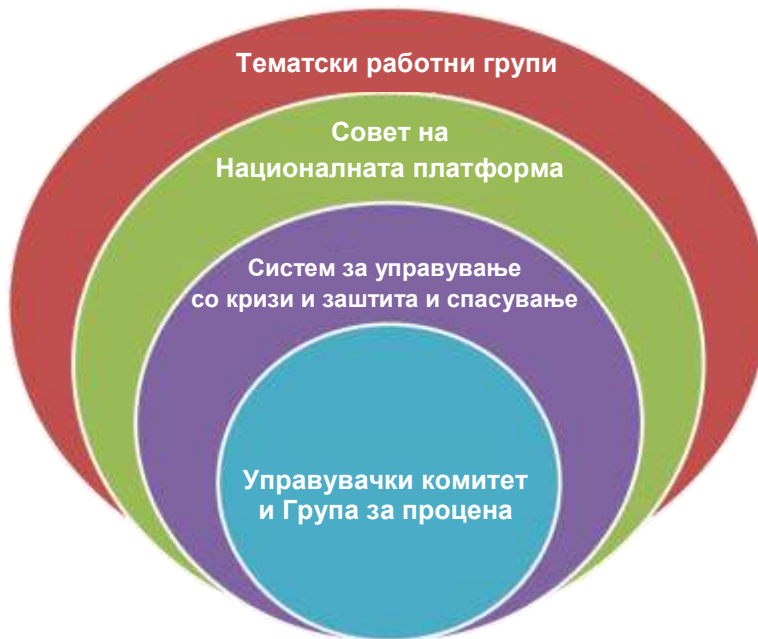 Тематски работни групи
Совет на
Националната платформа
Систем за управување
со кризи и заштита и спасување
Управувачки комитет
и Група за процена